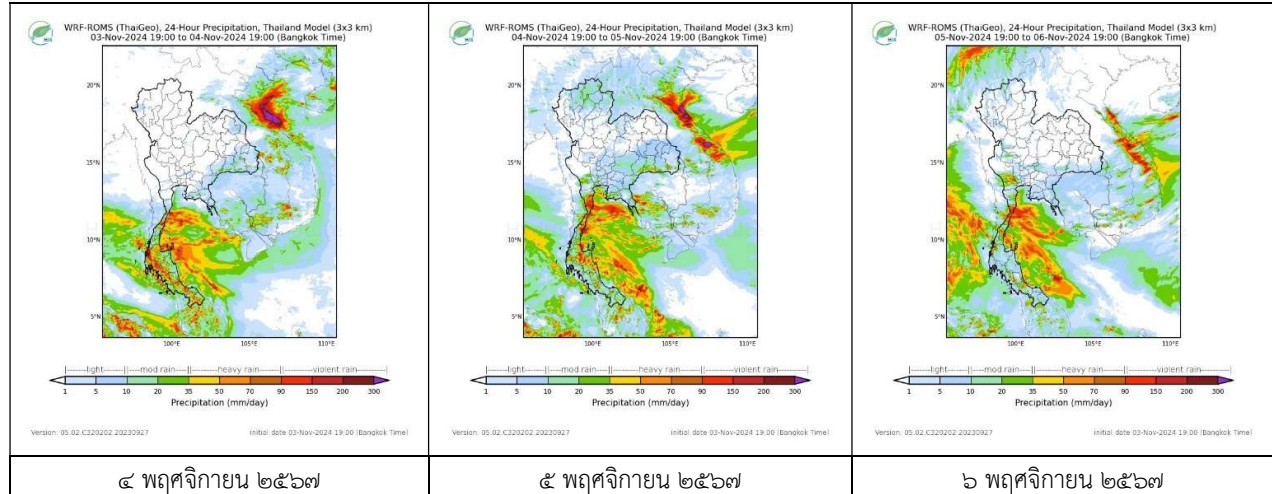 WRF-ROMS (ThaiGeo), 24-Hour Precipitation, Thailand Model (3x3 km)
03-Nov-2024 19:00 to 04-Nov-2024 19:00 (Bangkok Time)
20°N
15°N
10°N
5°N
100°E
105°E
110°E
light
mod rain
heavy rain
violent rain
1 5 10 20 35 50 70 90 150 200 300
Precipitation (mm/day)
Version: 05.02.C320202.20230927
initial date 03-Nov-2024 19:00 (Bangkok Time)
๔ พฤศจิกายน ๒๕๖๗
WRF-ROMS (ThaiGeo), 24-Hour Precipitation, Thailand Model (3x3 km)
04-Nov-2024 19:00 to 05-Nov-2024 19:00 (Bangkok Time)
20°N
15°N
10°N
5°N
100°E
105°E
110°E
light
mod rain
heavy rain
violent rain
1 5 10 20 35 50 70 90 150 200 300
Precipitation (mm/day)
Version: 05.02.C320202.20230927
initial date 03-Nov-2024 19:00 (Bangkok Time)
๕ พฤศจิกายน ๒๕๖๗
WRF-ROMS (ThaiGeo), 24-Hour Precipitation, Thailand Model (3x3 km)
05-Nov-2024 19:00 to 06-Nov-2024 19:00 (Bangkok Time)
20°N
15°N
10°N
5°N
100°E
105°E
110°E
light
mod rain
heavy rain
violent rain
1 5 10 20 35 50 70 90 150 200 300
Precipitation (mm/day)
Version: 05.02.C320202.20230927
initial date 03-Nov-2024 19:00 (Bangkok Time)
๖ พฤศจิกายน ๒๕๖๗